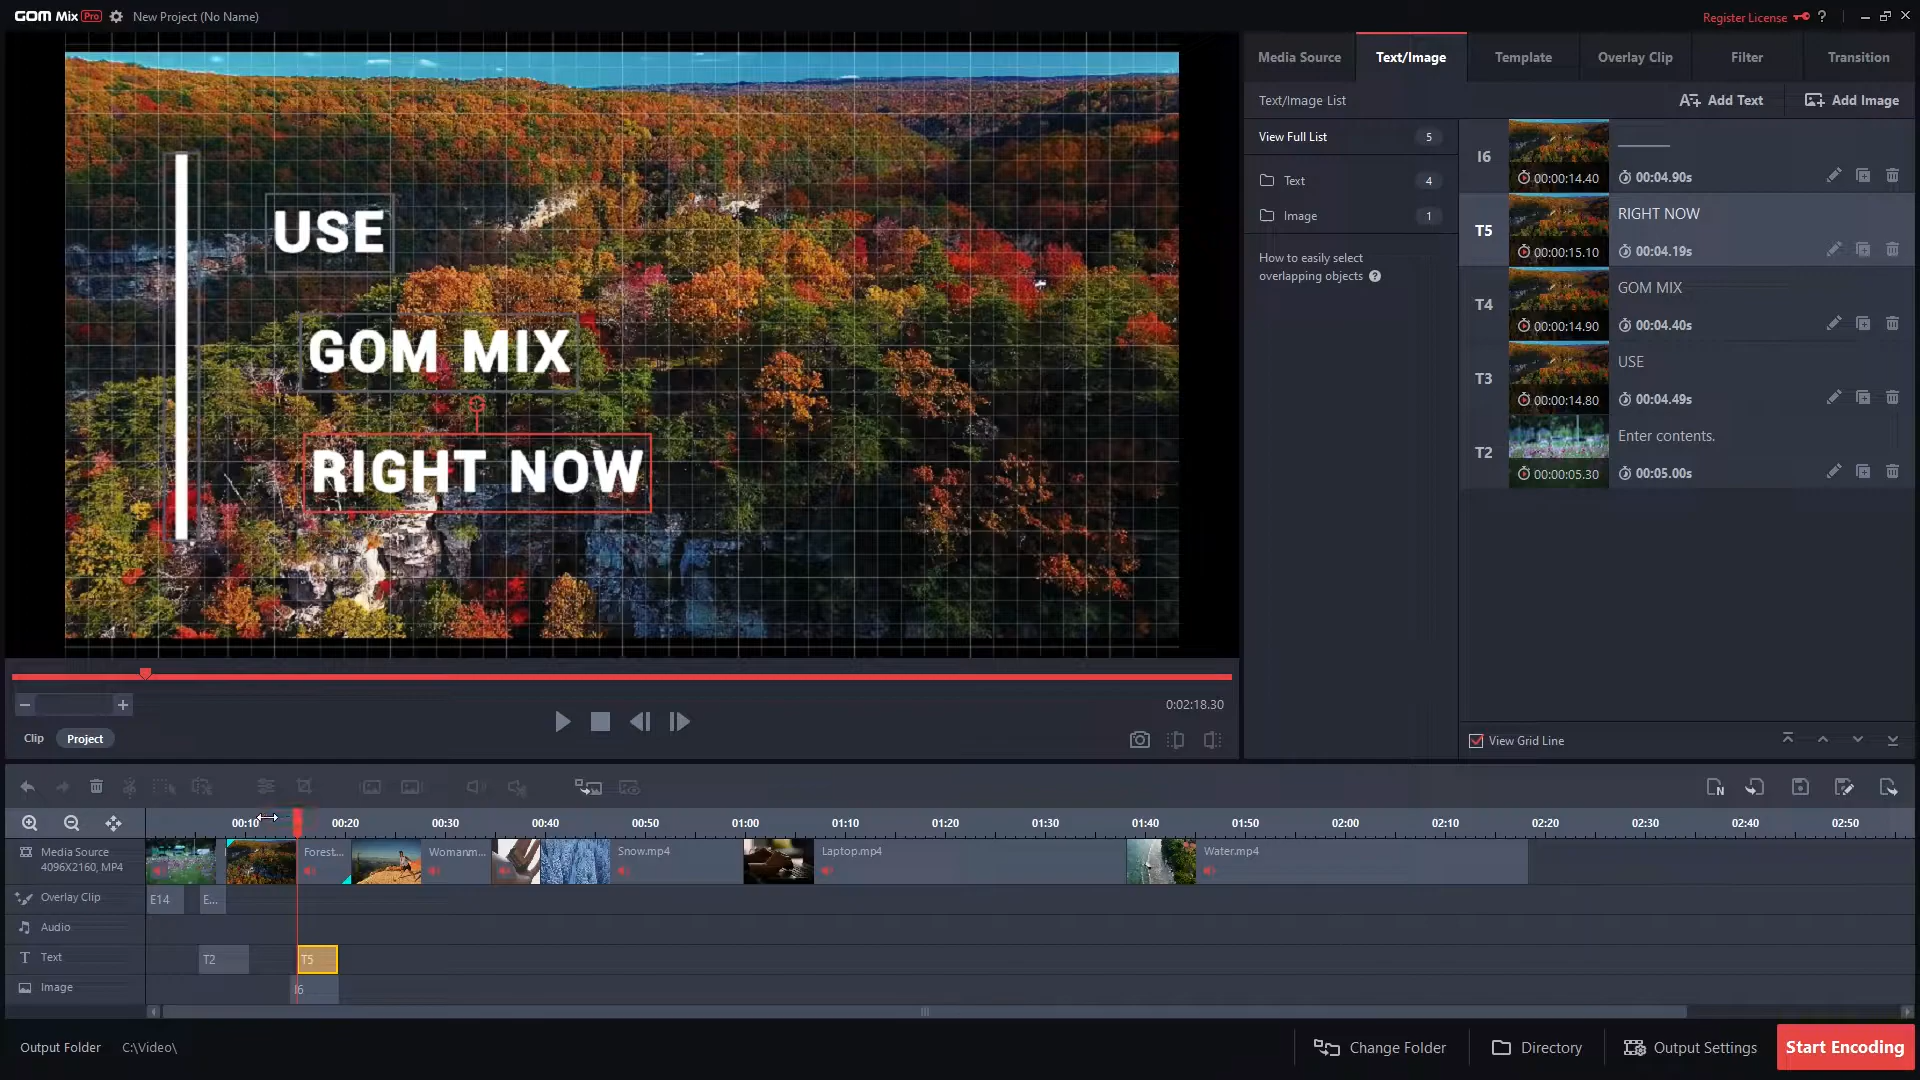 GOM Mix Pro New Project (No Name)
Register License ?
Media Source Text/Image Template Overlay Clip Filter Transition
Text/Image List Add Text Add Image
View Full List 5
Text 4
Image 1
How to easily select
overlapping objects ?
I6 00:00:14.40 00:04.90s
T5 00:00:15.10 RIGHT NOW 00:04.19s
T4 00:00:14.90 GOM MIX 00:04.40s
T3 00:00:14.80 USE 00:04.49s
T2 00:00:05.30 Enter contents. 00:05.00s
USE
GOM MIX
RIGHT NOW
0:02:18.30
Clip Project
View Grid Line
00:10 00:20 00:30 00:40 00:50 01:00 01:10 01:20 01:30 01:40 01:50 02:00 02:10 02:20 02:30 02:40 02:50
Media Source
4096X2160, MP4
Forest... Womanm... Snow.mp4 Laptop.mp4 Water.mp4
Overlay Clip E14 E...
Audio
Text T2 T5
Image I6
Output Folder C:\Video\ Change Folder Directory Output Settings Start Encoding